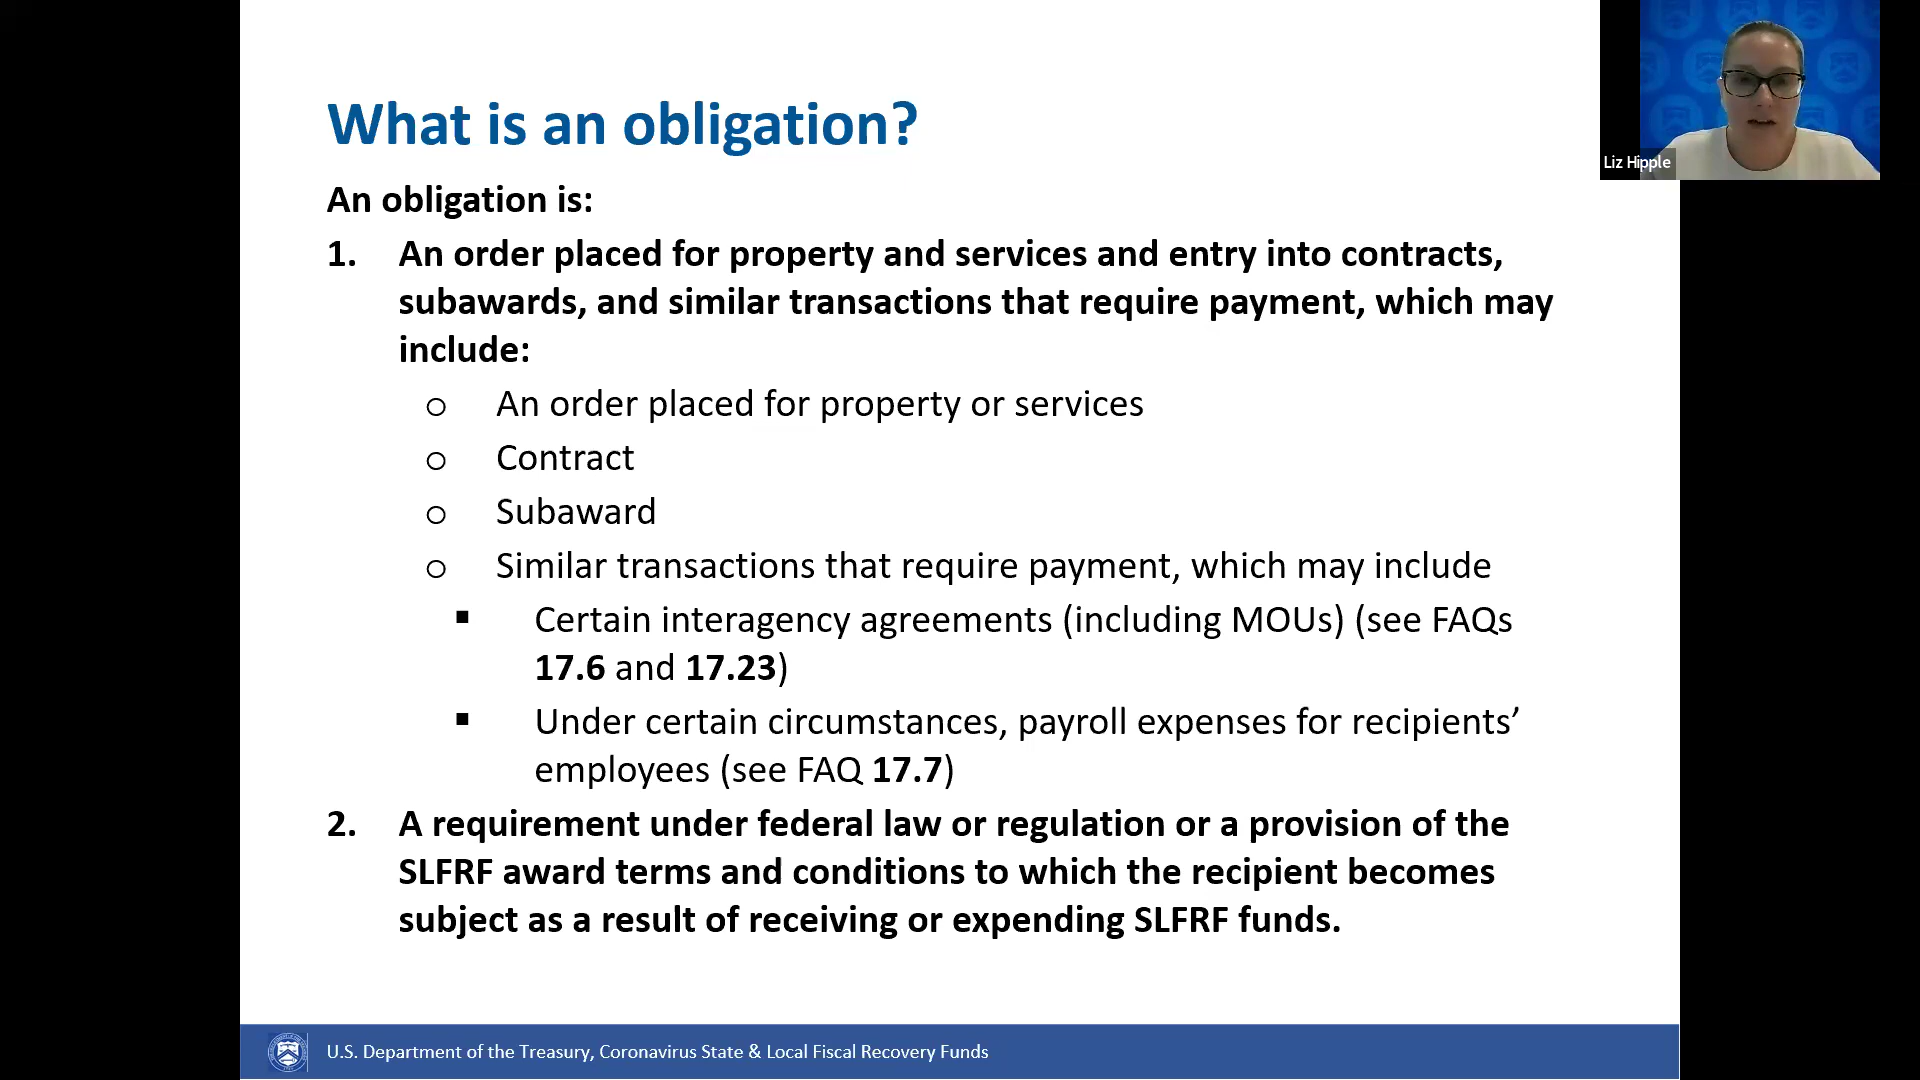 What is an obligation?
Liz Hipple
An obligation is:
1. An order placed for property and services and entry into contracts,
subawards, and similar transactions that require payment, which may
include:
o An order placed for property or services
o Contract
o Subaward
o Similar transactions that require payment, which may include
▪ Certain interagency agreements (including MOUs) (see FAQs
17.6 and 17.23)
▪ Under certain circumstances, payroll expenses for recipients’
employees (see FAQ 17.7)
2. A requirement under federal law or regulation or a provision of the
SLFRF award terms and conditions to which the recipient becomes
subject as a result of receiving or expending SLFRF funds.
U.S. Department of the Treasury, Coronavirus State & Local Fiscal Recovery Funds